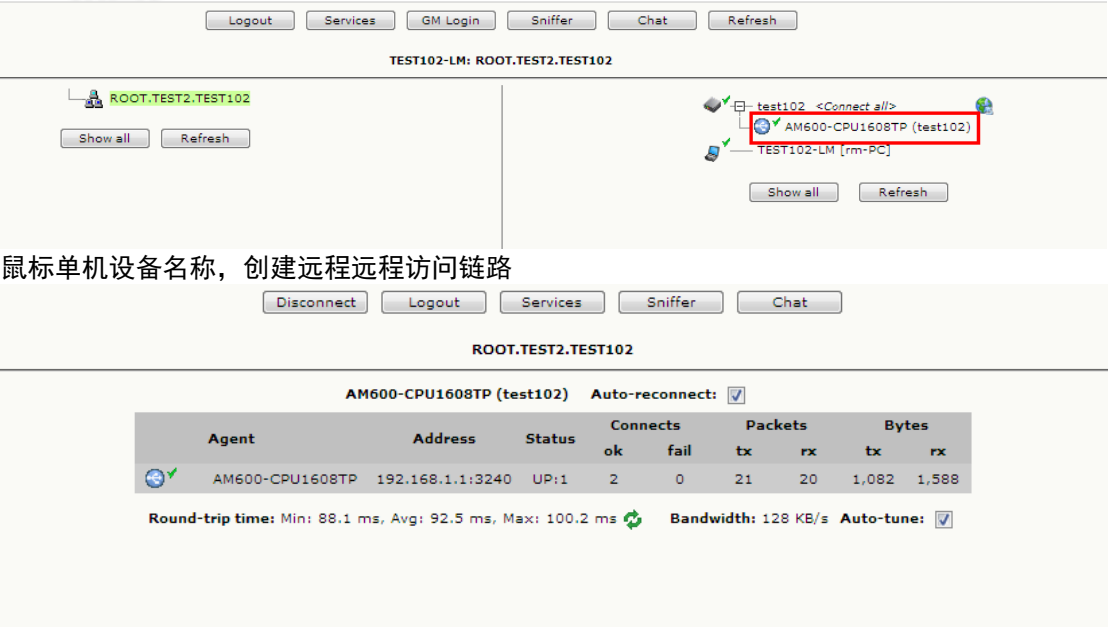 Logout Services GM Login Sniffer Chat Refresh
TEST102-LM: ROOT.TEST2.TEST102
ROOT.TEST2.TEST102
Show all Refresh
test102 <Connect all>
AM600-CPU1608TP (test102)
TEST102-LM [rm-PC]
Show all Refresh
鼠标单机设备名称，创建远程远程访问链路
Disconnect Logout Services Sniffer Chat
ROOT.TEST2.TEST102
AM600-CPU1608TP (test102) Auto-reconnect:
Agent Address Status Connects Packets Bytes
ok fail tx rx tx rx
AM600-CPU1608TP 192.168.1.1:3240 UP:1 2 0 21 20 1,082 1,588
Round-trip time: Min: 88.1 ms, Avg: 92.5 ms, Max: 100.2 ms Bandwidth: 128 KB/s Auto-tune: